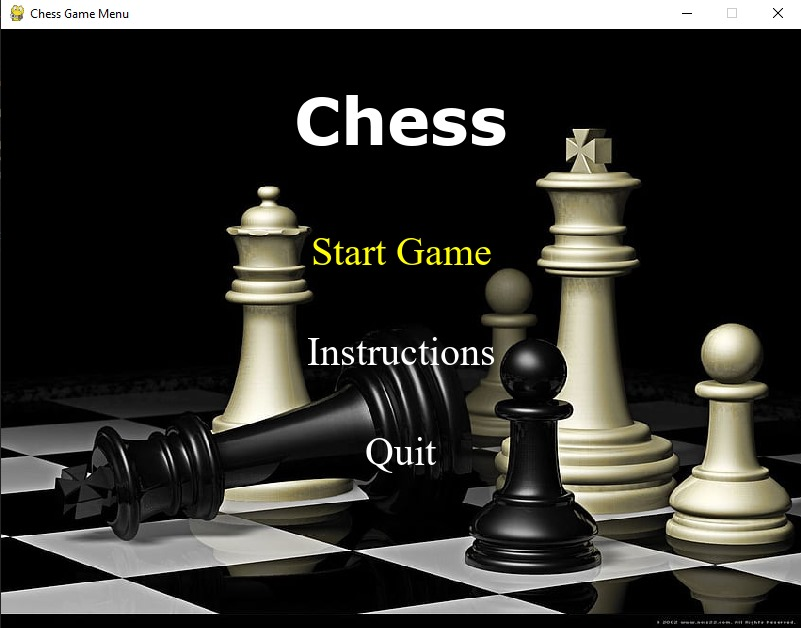 Chess Game Menu
Chess
Start Game
Instructions
Quit